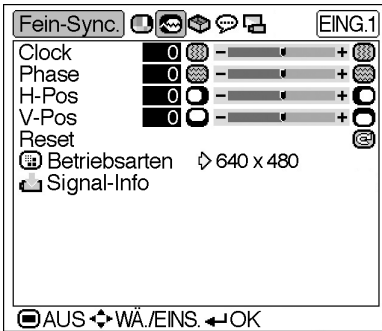 Fein-Sync. EING.1
Clock 0 - +
Phase 0 - +
H-Pos 0 - +
V-Pos 0 - +
Reset
Betriebsarten 640 x 480
Signal-Info
AUS WÄ./EINS. OK